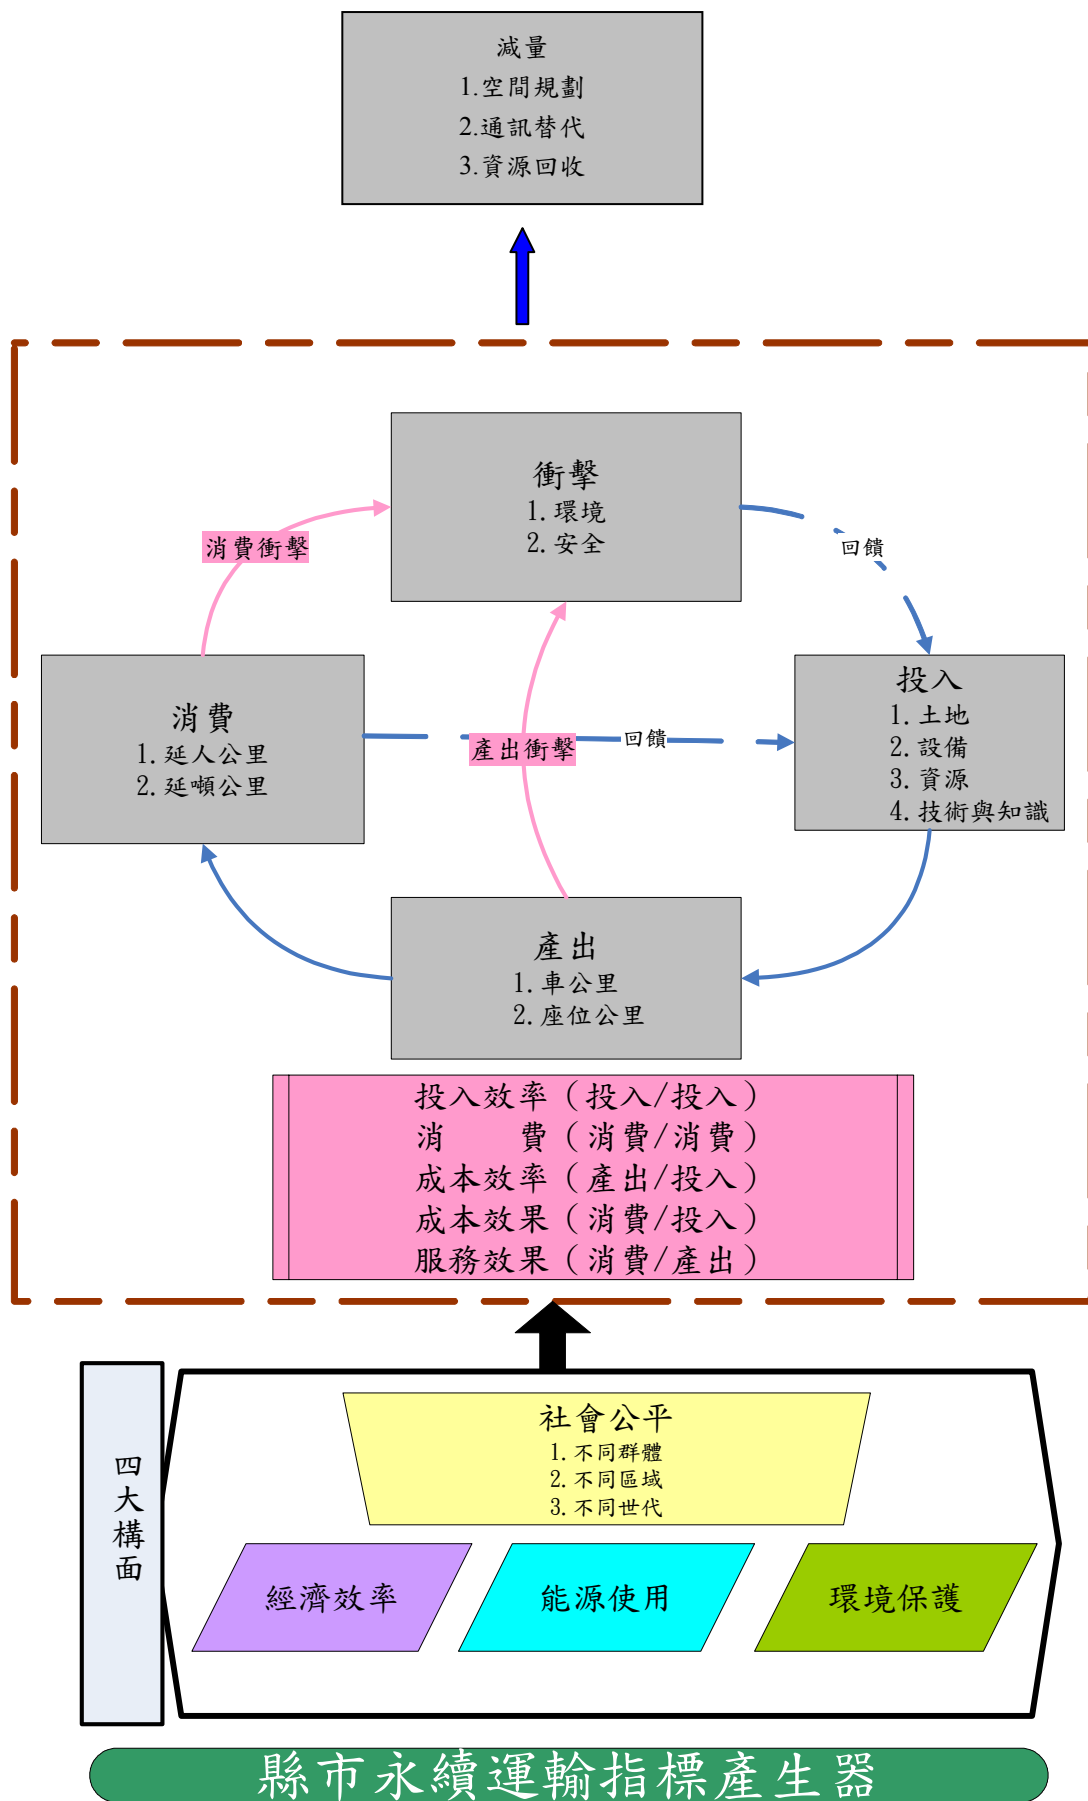 減量
1.空間規劃
2.通訊替代
3.資源回收
衝擊
1.環境
2.安全
消費衝擊
回饋
消費
1.延人公里
2.延噸公里
產出衝擊
回饋
投入
1.土地
2.設備
3.資源
4.技術與知識
產出
1.車公里
2.座位公里
投入效率（投入/投入）
消　　費（消費/消費）
成本效率（產出/投入）
成本效果（消費/投入）
服務效果（消費/產出）
四大構面
社會公平
1.不同群體
2.不同區域
3.不同世代
經濟效率
能源使用
環境保護
縣市永續運輸指標產生器